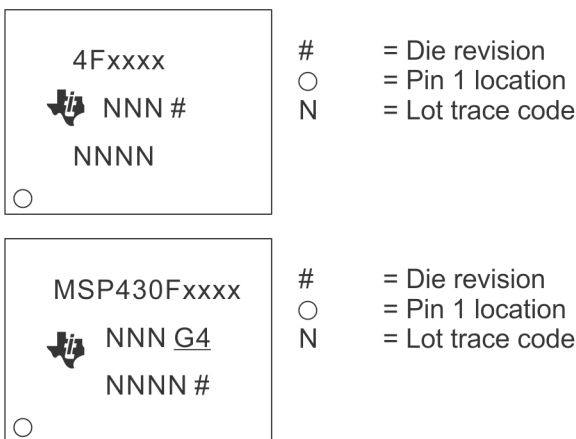 4Fxxxx
NNN #
NNNN
# = Die revision
○ = Pin 1 location
N = Lot trace code
MSP430Fxxxx
NNN G4
NNNN #
# = Die revision
○ = Pin 1 location
N = Lot trace code